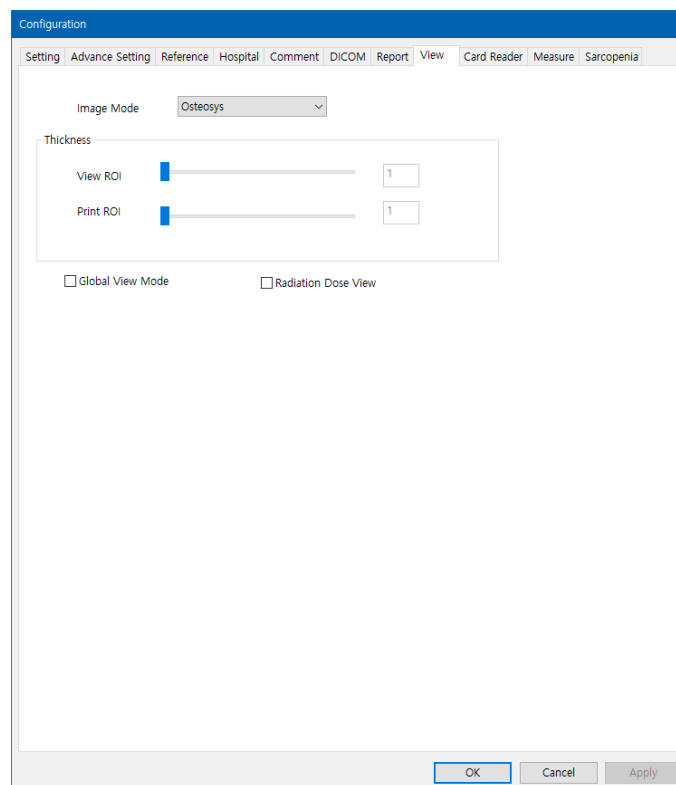 Configuration
Setting Advance Setting Reference Hospital Comment DICOM Report View Card Reader Measure Sarcopenia
Image Mode Osteosys
Thickness
View ROI 1
Print ROI 1
Global View Mode Radiation Dose View
OK Cancel Apply